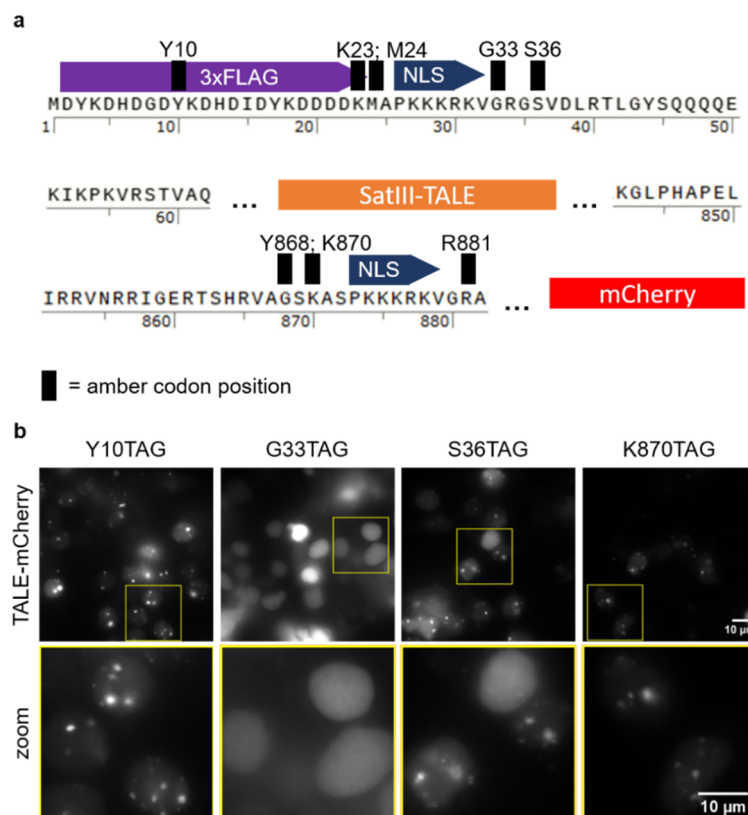 a
Y10 K23; M24 G33 S36
3xFLAG NLS
MDYKDHDGDYKDHDIDYKDDDDKMAPKKKRKVGRGSVDLRTLGYSQQQQE
1 10 20 30 40 50
KIKPKVRSTVAQ ... SatIII-TALE ... KGLPHAPEL
60 850
Y868; K870 R881
NLS
IRRVNRRIGERTSHRVAGSKASPKKKRKVGRA ... mCherry
860 870 880
= amber codon position
b
Y10TAG G33TAG S36TAG K870TAG
TALE-mCherry
10 µm
zoom
10 µm